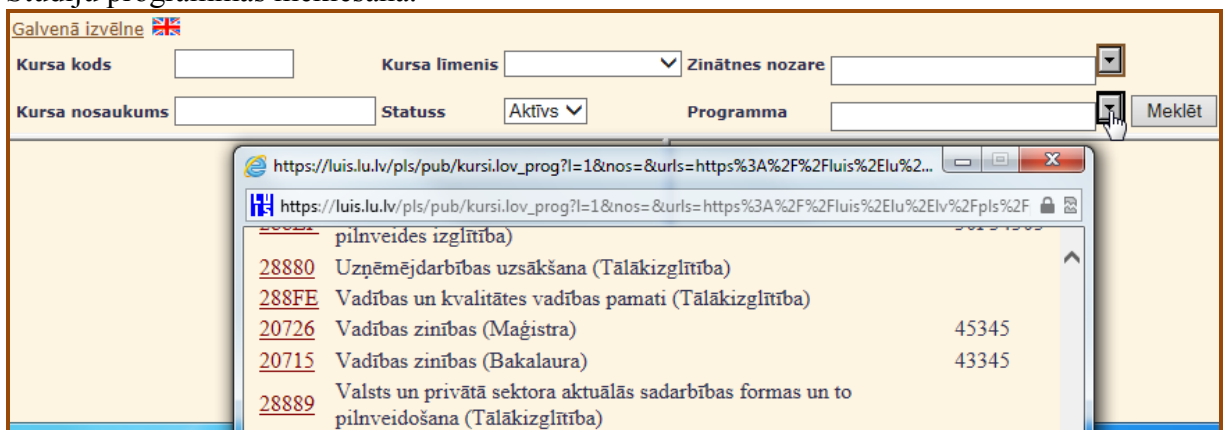 Galvenā izvēlne
Kursa kods Kursa līmenis Zinātnes nozare
Kursa nosaukums Statuss Aktīvs Programma Meklēt
https://luis.lu.lv/pls/pub/kursi.lov_prog?l=1&nos=&urls=https%3A%2F%2Fluis%2Elu%2...
https://luis.lu.lv/pls/pub/kursi.lov_prog?l=1&nos=&urls=https%3A%2F%2Fluis%2Elu%2Elv%2Fpls%2F
pilnveides izglītība)
28880 Uzņēmējdarbības uzsākšana (Tālākizglītība)
288FE Vadības un kvalitātes vadības pamati (Tālākizglītība)
20726 Vadības zinības (Maģistra) 45345
20715 Vadības zinības (Bakalaura) 43345
28889 Valsts un privātā sektora aktuālās sadarbības formas un to
pilnveidošana (Tālākizglītība)